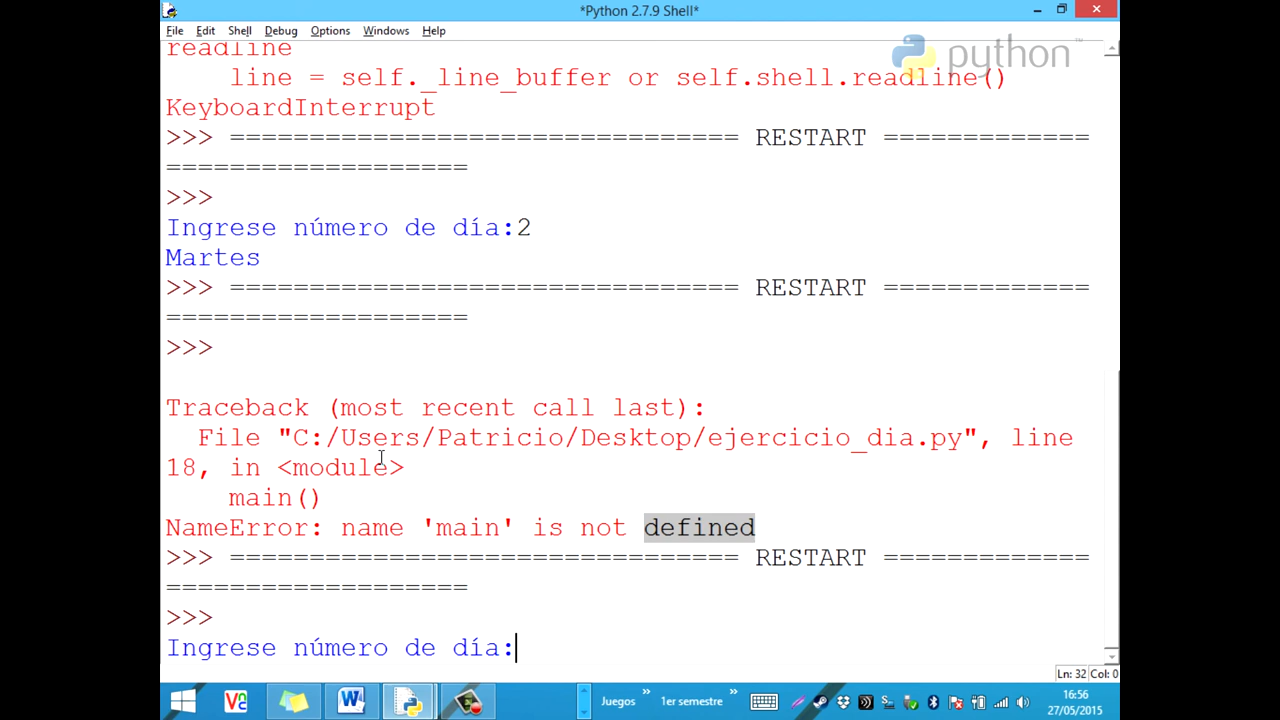 *Python 2.7.9 Shell*
File Edit Shell Debug Options Windows Help
python™
readline
line = self._line_buffer or self.shell.readline()
KeyboardInterrupt
>>> ================================ RESTART =============
===================
>>>
Ingrese número de día:2
Martes
>>> ================================ RESTART =============
===================
>>>
Traceback (most recent call last):
File "C:/Users/Patricio/Desktop/ejercicio_dia.py", line
18, in <module>
main()
NameError: name 'main' is not defined
>>> ================================ RESTART =============
===================
>>>
Ingrese número de día:
Ln: 32 Col: 0
Juegos » 1er semestre » 16:56
27/05/2015